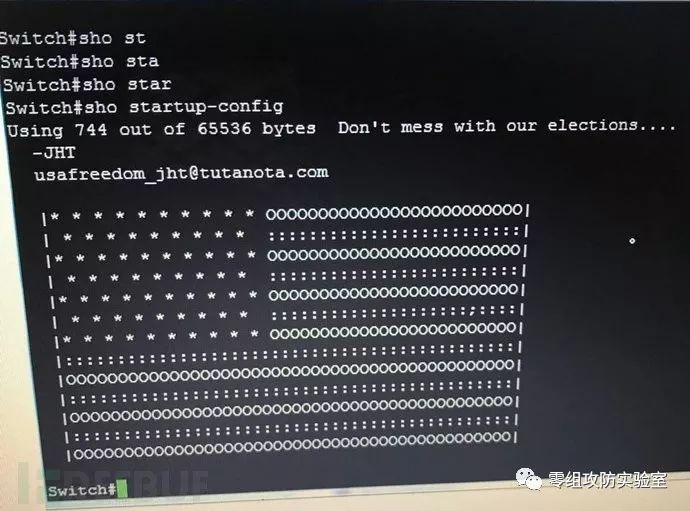 Switch#sho st
Switch#sho sta
Switch#sho star
Switch#sho startup-config
Using 744 out of 65536 bytes  Don't mess with our elections....
-JHT
usafreedom_jht@tutanota.com
|* * * * * * * * * * OOOOOOOOOOOOOOOOOOOOOOOOO|
| * * * * * * * * *  :::::::::::::::::::::::::|
|* * * * * * * * * * OOOOOOOOOOOOOOOOOOOOOOOOO|
| * * * * * * * * *  :::::::::::::::::::::::::|
|* * * * * * * * * * OOOOOOOOOOOOOOOOOOOOOOOOO|
| * * * * * * * * *  :::::::::::::::::::::::::|
|* * * * * * * * * * OOOOOOOOOOOOOOOOOOOOOOOOO|
|:::::::::::::::::::::::::::::::::::::::::::::|
|OOOOOOOOOOOOOOOOOOOOOOOOOOOOOOOOOOOOOOOOOOOOO|
|:::::::::::::::::::::::::::::::::::::::::::::|
|OOOOOOOOOOOOOOOOOOOOOOOOOOOOOOOOOOOOOOOOOOOOO|
|:::::::::::::::::::::::::::::::::::::::::::::|
|OOOOOOOOOOOOOOOOOOOOOOOOOOOOOOOOOOOOOOOOOOOOO|
Switch#
零组攻防实验室